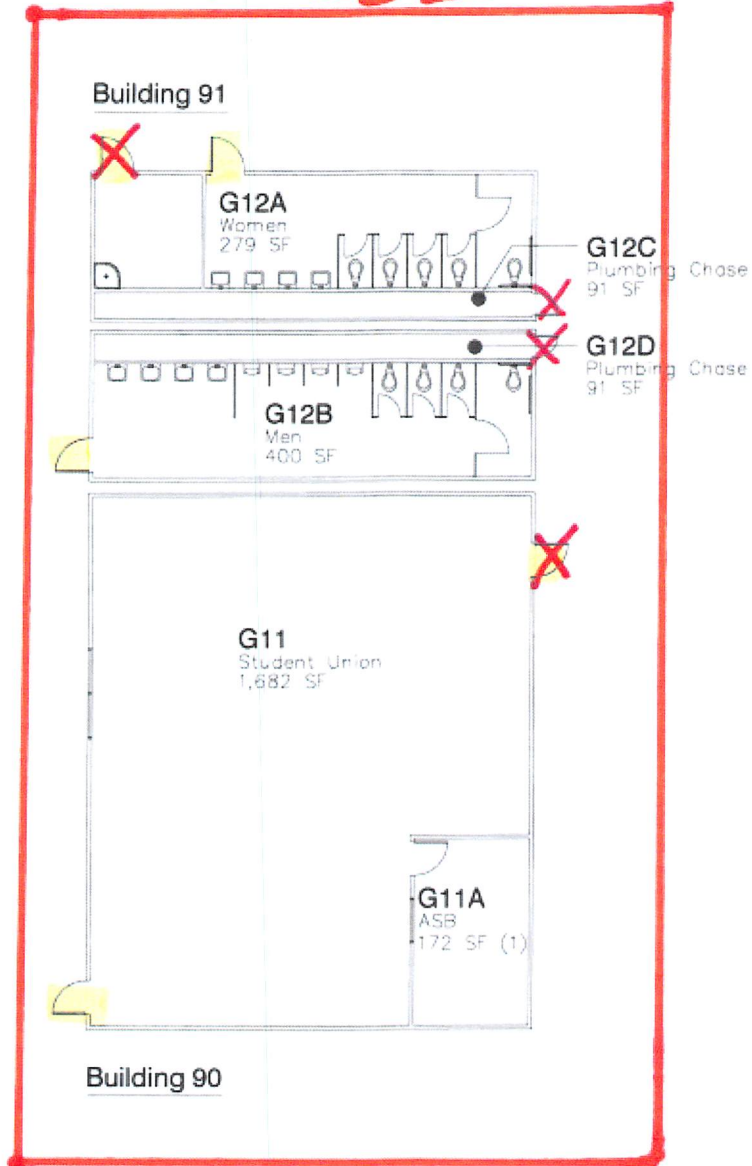 Building 91
G12A
Women
279 SF
G12C
Plumbing Chase
91 SF
G12D
Plumbing Chase
91 SF
G12B
Men
400 SF
G11
Student Union
1,682 SF
G11A
ASB
172 SF (1)
Building 90